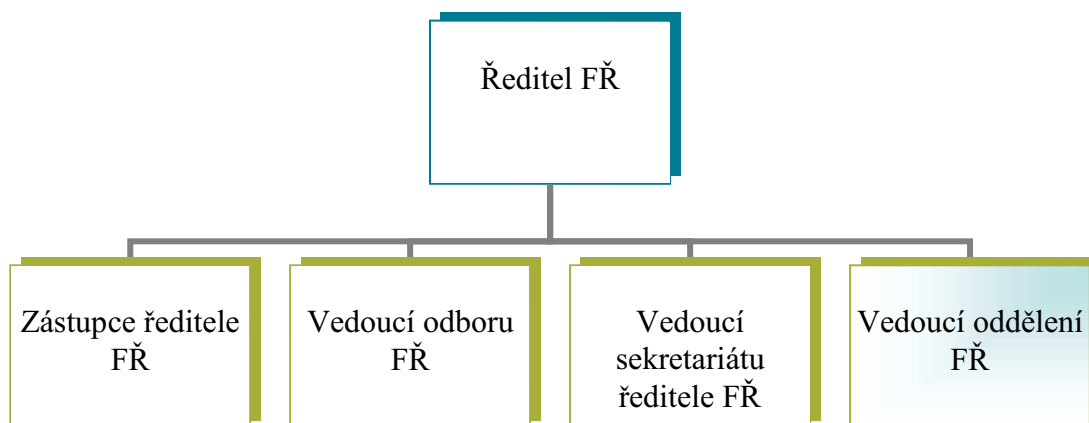 Ředitel FŘ
Zástupce ředitele
FŘ
Vedoucí odboru
FŘ
Vedoucí
sekretariátu
ředitele FŘ
Vedoucí oddělení
FŘ